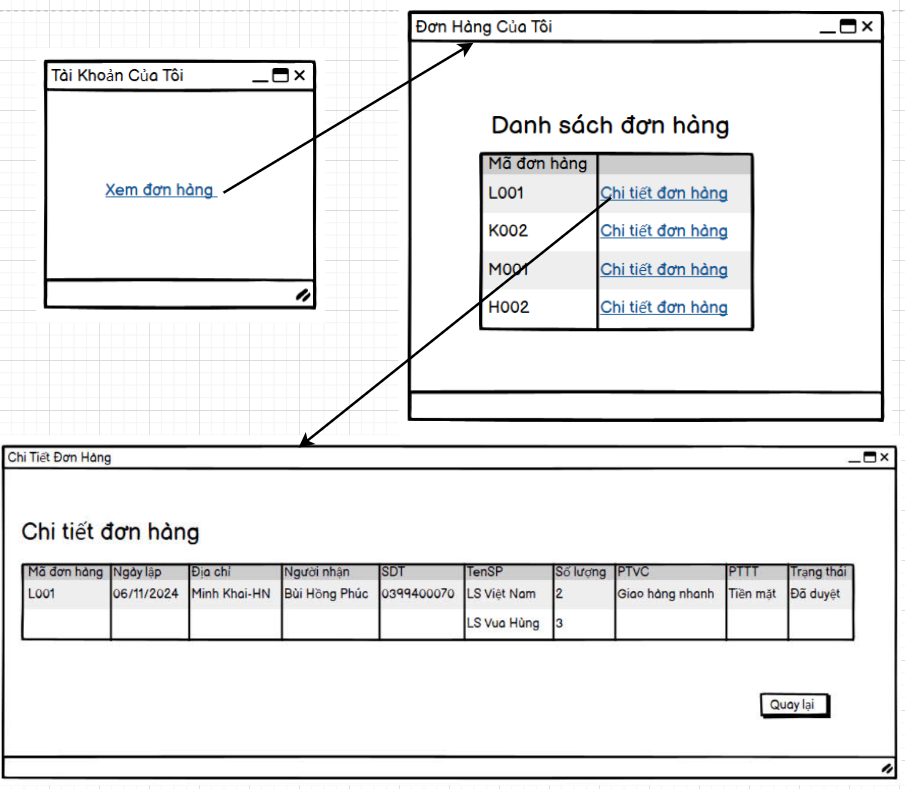 Tài Khoản Của Tôi
Xem đơn hàng
Đơn Hàng Của Tôi
Danh sách đơn hàng
Mã đơn hàng
L001 Chi tiết đơn hàng
K002 Chi tiết đơn hàng
M001 Chi tiết đơn hàng
H002 Chi tiết đơn hàng
Chi Tiết Đơn Hàng
Chi tiết đơn hàng
Mã đơn hàng Ngày lập Địa chỉ Người nhận SDT TenSP Số lượng PTVC PTTT Trạng thái
L001 06/11/2024 Minh Khai-HN Bùi Hồng Phúc 0399400070 LS Việt Nam 2 Giao hàng nhanh Tiền mặt Đã duyệt
LS Vua Hùng 3
Quay lại